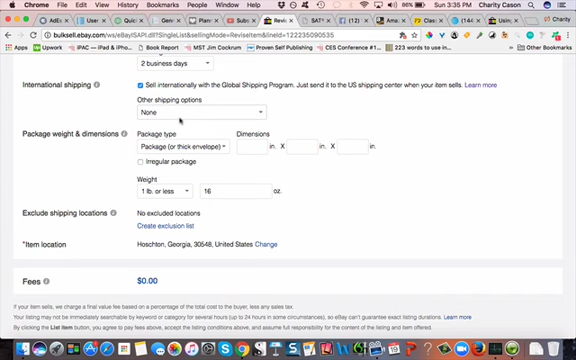 Chrome File Edit View History Bookmarks People Window Help
Sun 3:35 PM Charity Cason
bulksell.ebay.com/ws/eBayISAPI.dll?SingleList&sellingMode=ReviseItem&lineID=122235090535
Apps iPAC -- iPad -- iPho Book Report MST Jim Cockrum Proven Self Publishing CES Conference #1 223 words to use in Other Bookmarks
2 business days
International shipping
Sell internationally with the Global Shipping Program. Just send it to the US shipping center when your item sells. Learn more
Other shipping options
None
Package weight & dimensions
Package type Dimensions
Package (or thick envelope) in. X in. X in.
Irregular package
Weight
1 lb. or less 16 oz.
Exclude shipping locations No excluded locations
Create exclusion list
*Item location Hoschton, Georgia, 30548, United States Change
Fees $0.00
If your item sells, we charge a final value fee based on a percentage of the total cost to the buyer, less any sales tax.
Your listing may not be immediately searchable by keyword or category for several hours (up to 24 hours in some circumstances), so eBay can't guarantee exact listing durations. Learn more
By clicking the List item button, you agree to pay fees above, accept the listing conditions above, and assume full responsibility for the content of the listing and item offered.